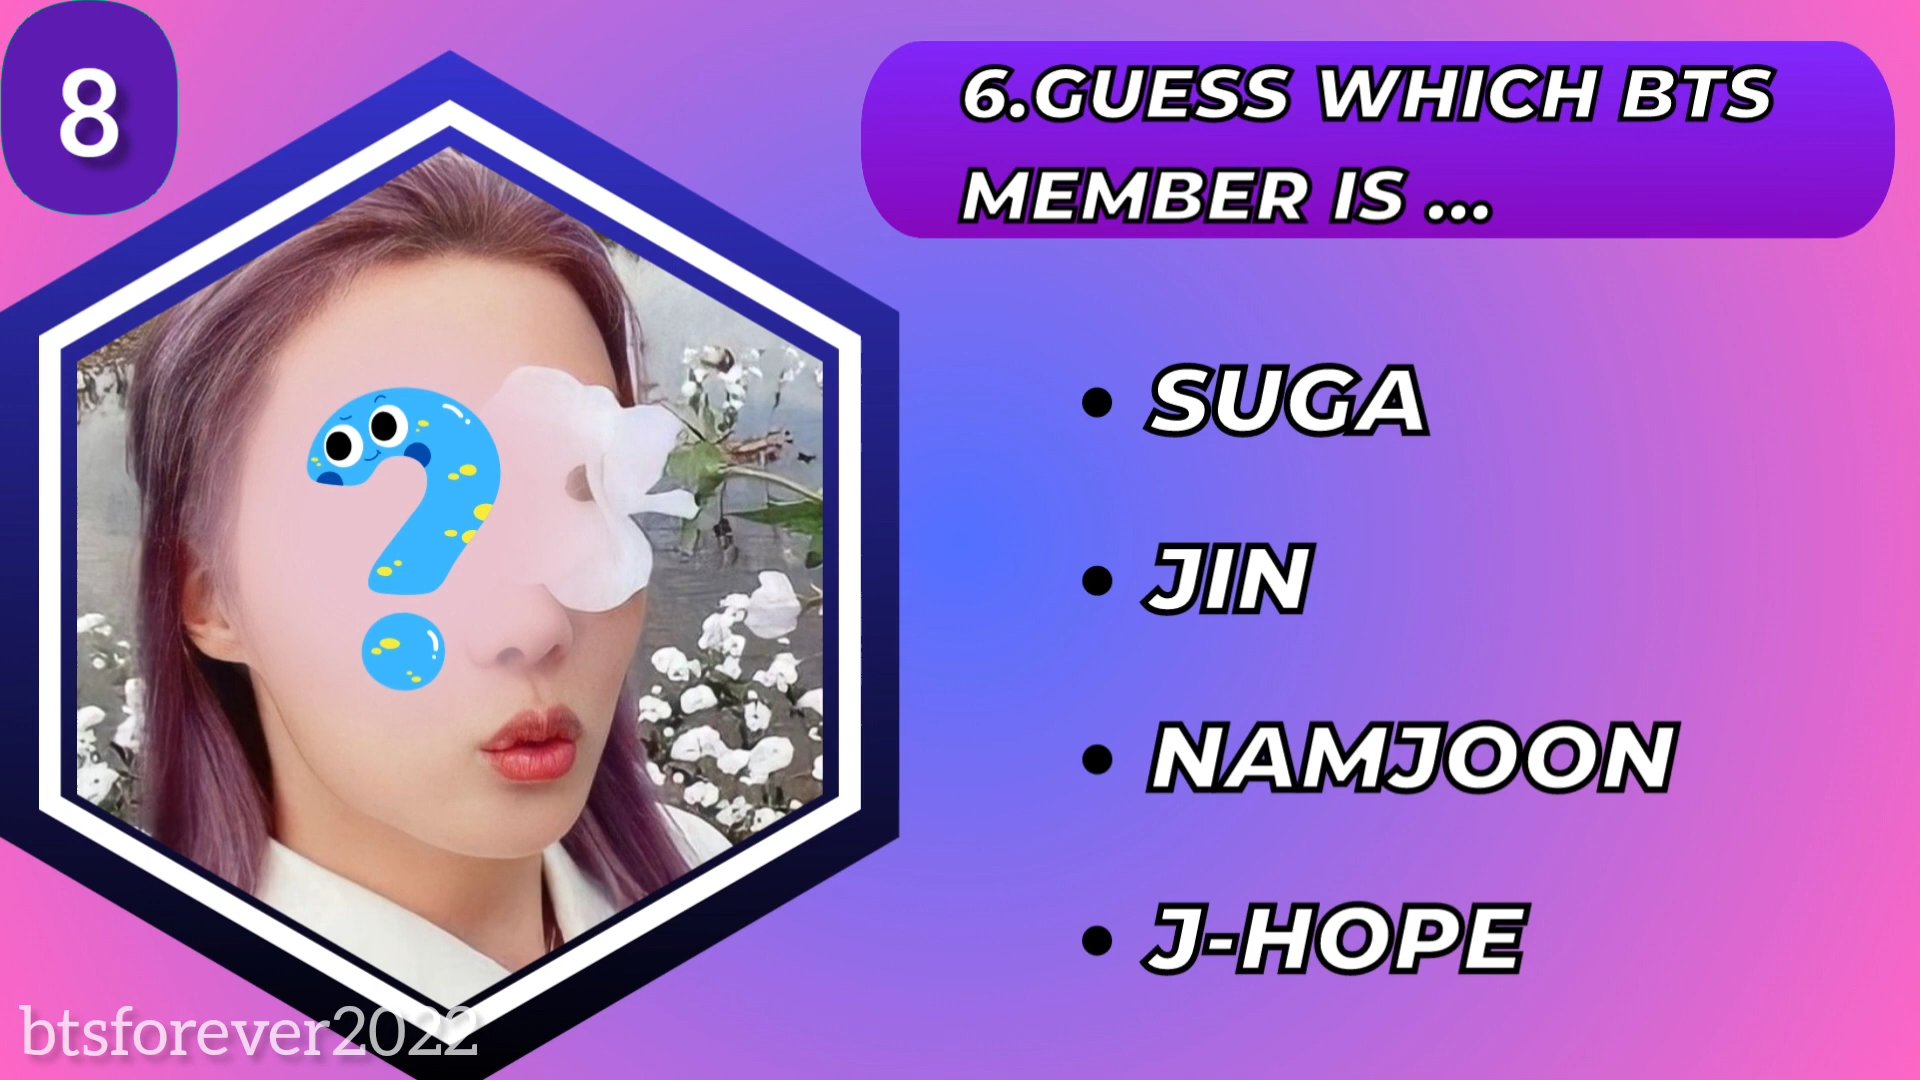 8
6.GUESS WHICH BTS
MEMBER IS ...
• SUGA
• JIN
• NAMJOON
• J-HOPE
btsforever2022